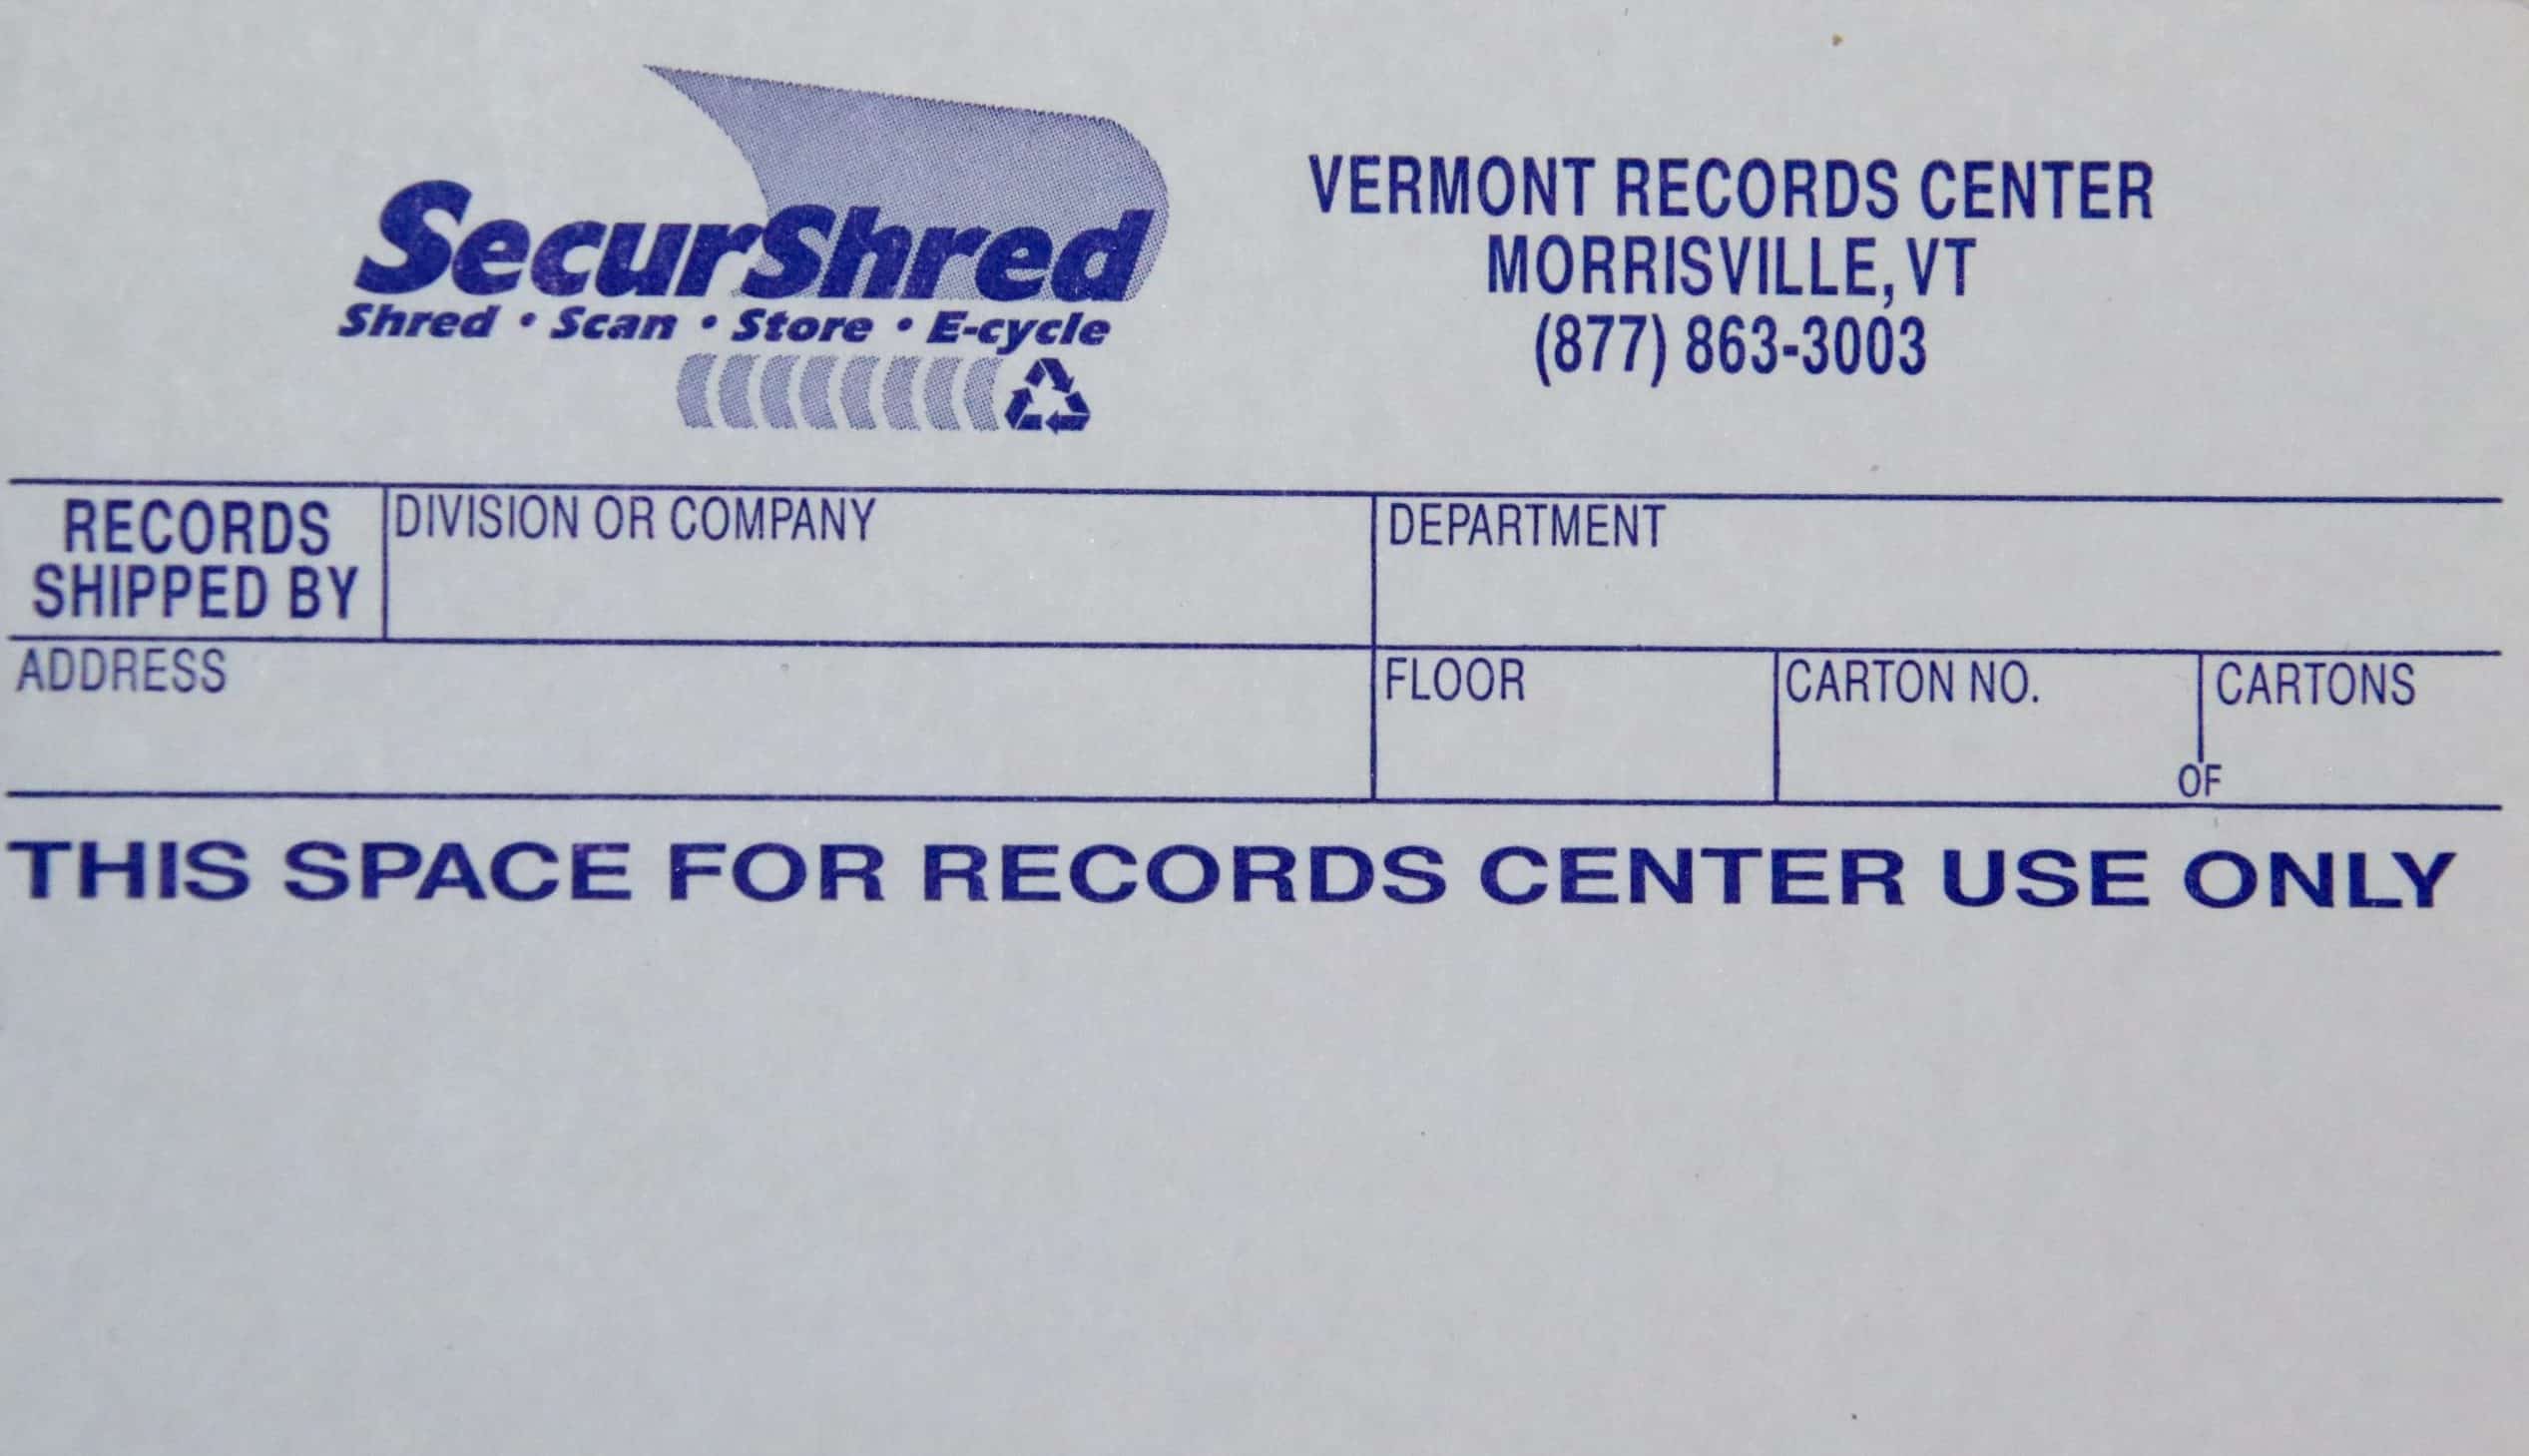 SecurShred
Shred • Scan • Store • E-cycle
VERMONT RECORDS CENTER
MORRISVILLE, VT
(877) 863-3003
RECORDS
SHIPPED BY
DIVISION OR COMPANY
DEPARTMENT
ADDRESS
FLOOR
CARTON NO.
OF
CARTONS
THIS SPACE FOR RECORDS CENTER USE ONLY